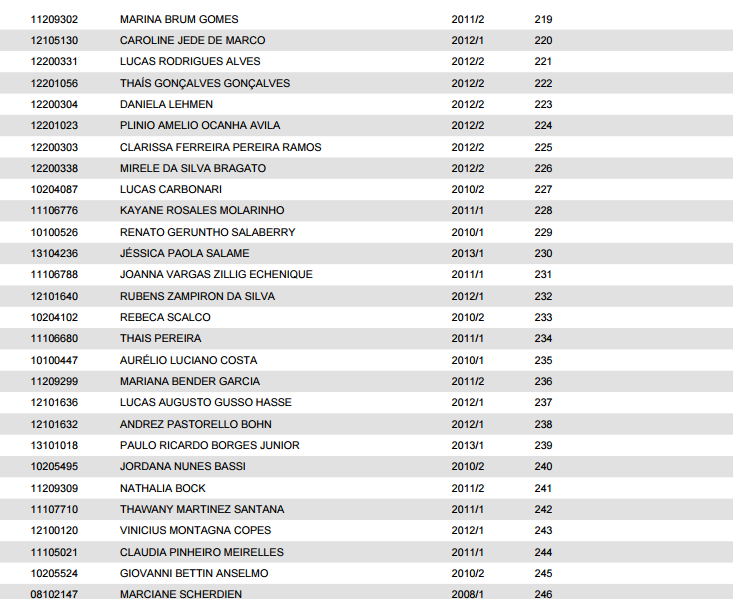 11209302 MARINA BRUM GOMES 2011/2 219
12105130 CAROLINE JEDE DE MARCO 2012/1 220
12200331 LUCAS RODRIGUES ALVES 2012/2 221
12201056 THAÍS GONÇALVES GONÇALVES 2012/2 222
12200304 DANIELA LEHMEN 2012/2 223
12201023 PLINIO AMELIO OCANHA AVILA 2012/2 224
12200303 CLARISSA FERREIRA PEREIRA RAMOS 2012/2 225
12200338 MIRELE DA SILVA BRAGATO 2012/2 226
10204087 LUCAS CARBONARI 2010/2 227
11106776 KAYANE ROSALES MOLARINHO 2011/1 228
10100526 RENATO GERUNTHO SALABERRY 2010/1 229
13104236 JÉSSICA PAOLA SALAME 2013/1 230
11106788 JOANNA VARGAS ZILLIG ECHENIQUE 2011/1 231
12101640 RUBENS ZAMPIRON DA SILVA 2012/1 232
10204102 REBECA SCALCO 2010/2 233
11106680 THAIS PEREIRA 2011/1 234
10100447 AURÉLIO LUCIANO COSTA 2010/1 235
11209299 MARIANA BENDER GARCIA 2011/2 236
12101636 LUCAS AUGUSTO GUSSO HASSE 2012/1 237
12101632 ANDREZ PASTORELLO BOHN 2012/1 238
13101018 PAULO RICARDO BORGES JUNIOR 2013/1 239
10205495 JORDANA NUNES BASSI 2010/2 240
11209309 NATHALIA BOCK 2011/2 241
11107710 THAWANY MARTINEZ SANTANA 2011/1 242
12100120 VINICIUS MONTAGNA COPES 2012/1 243
11105021 CLAUDIA PINHEIRO MEIRELLES 2011/1 244
10205524 GIOVANNI BETTIN ANSELMO 2010/2 245
08102147 MARCIANE SCHERDIEN 2008/1 246